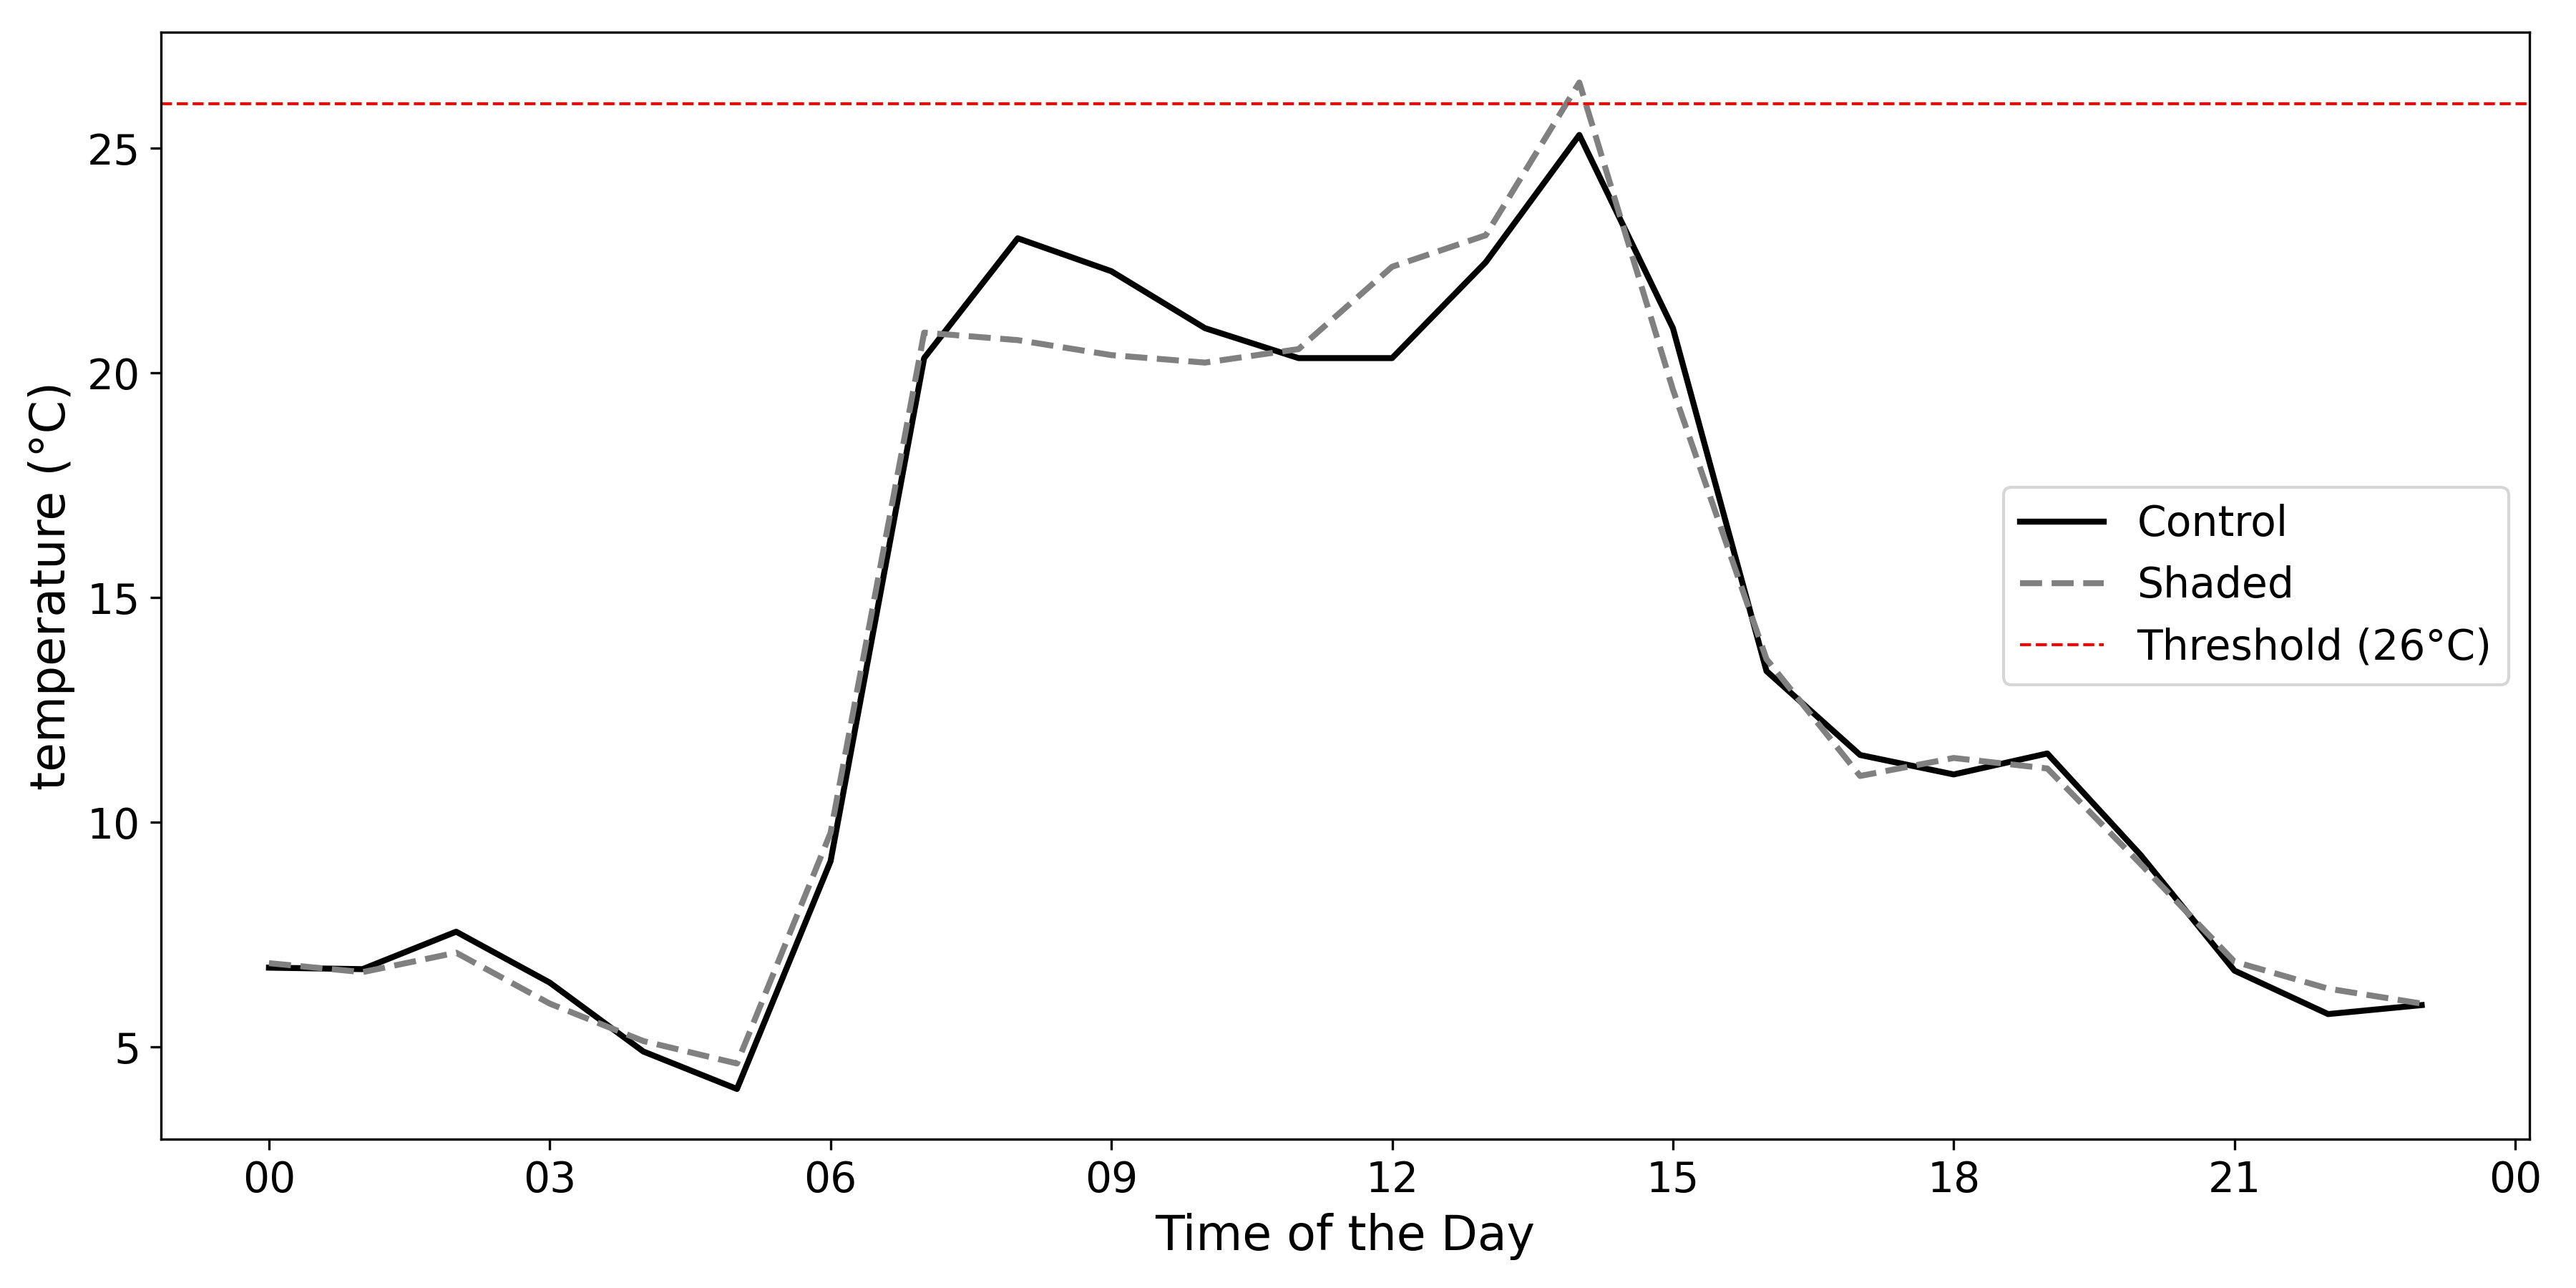 25
20
15
10
5
temperature (°C)
Control
Shaded
Threshold (26°C)
00 03 06 09 12 15 18 21 00
Time of the Day